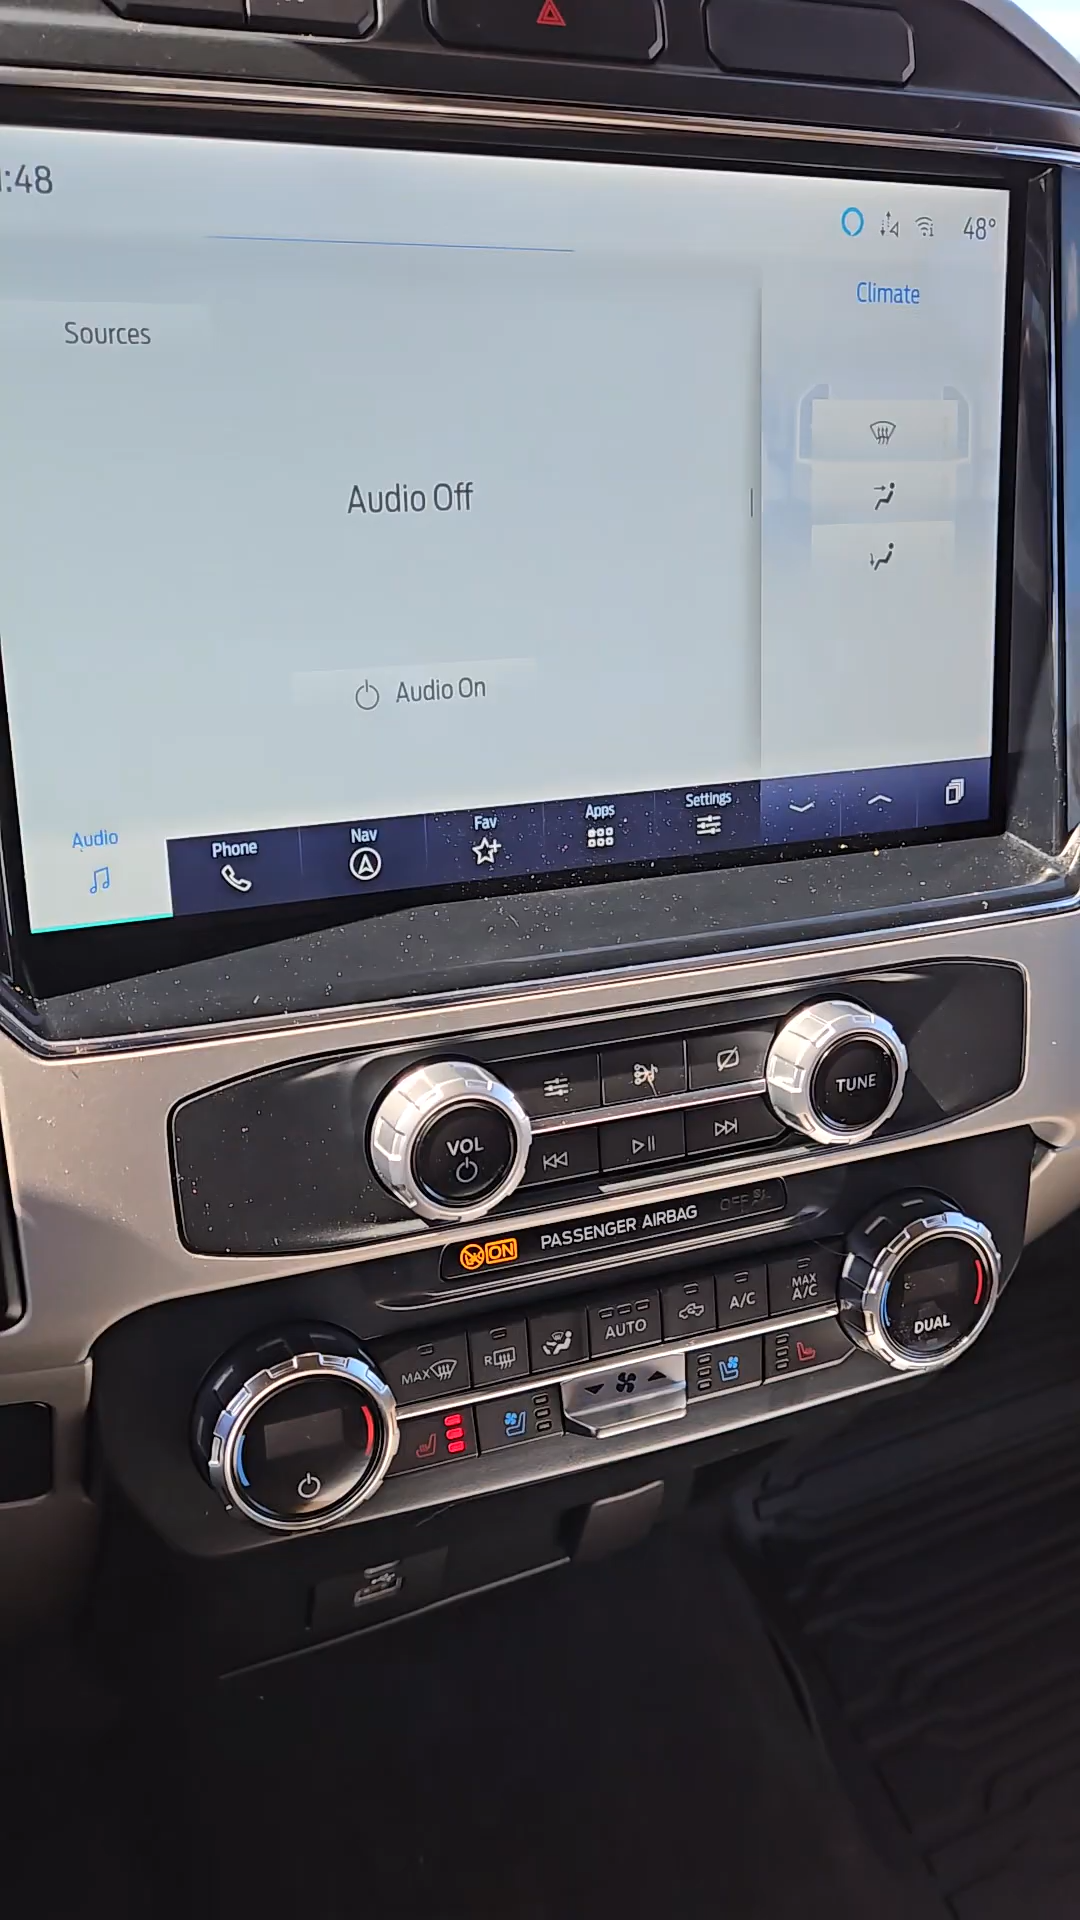 :48
48°
Climate
Sources
Audio Off
Audio On
Audio
Phone
Nav
Fav
Apps
Settings
VOL
TUNE
ON
PASSENGER AIRBAG
OFF
MAX
R
AUTO
A/C
MAX
A/C
DUAL